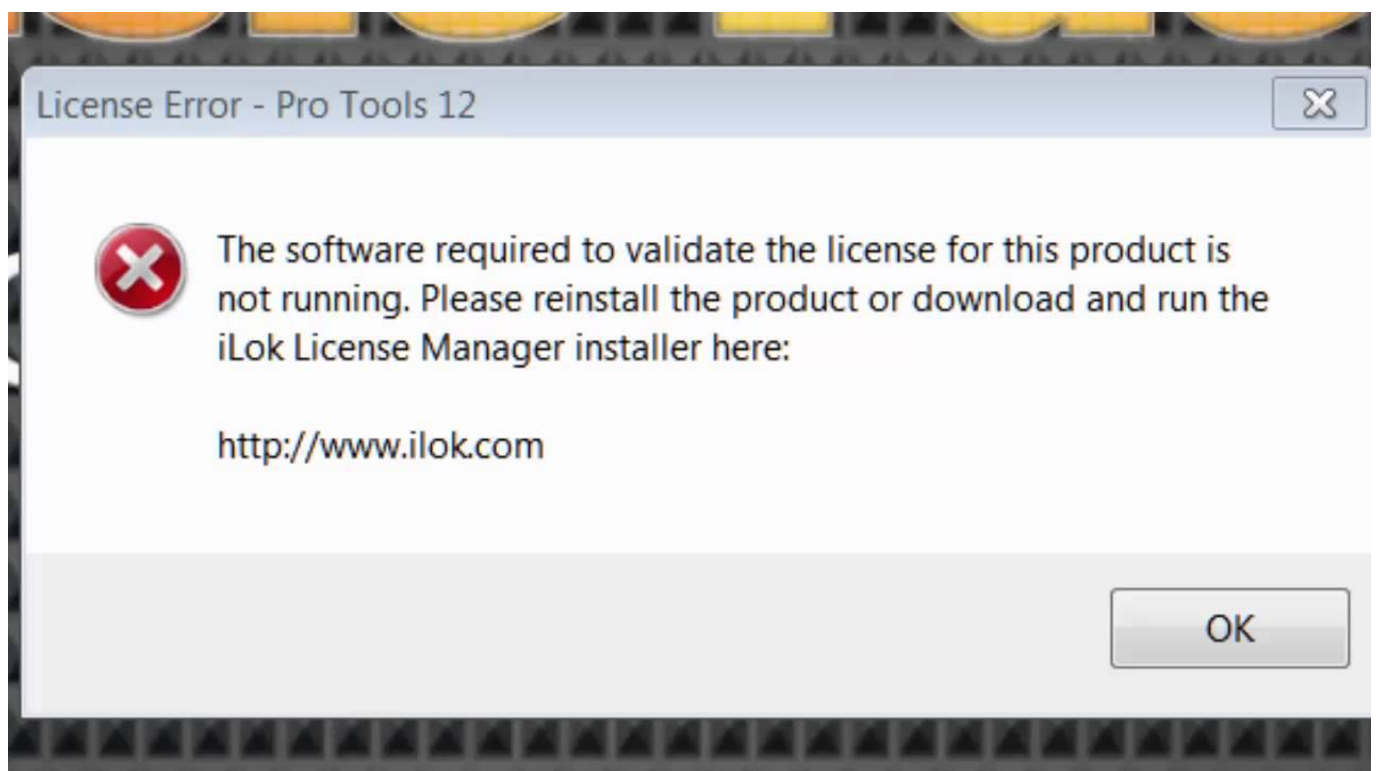 License Error - Pro Tools 12
The software required to validate the license for this product is
not running. Please reinstall the product or download and run the
iLok License Manager installer here:
http://www.ilok.com
OK